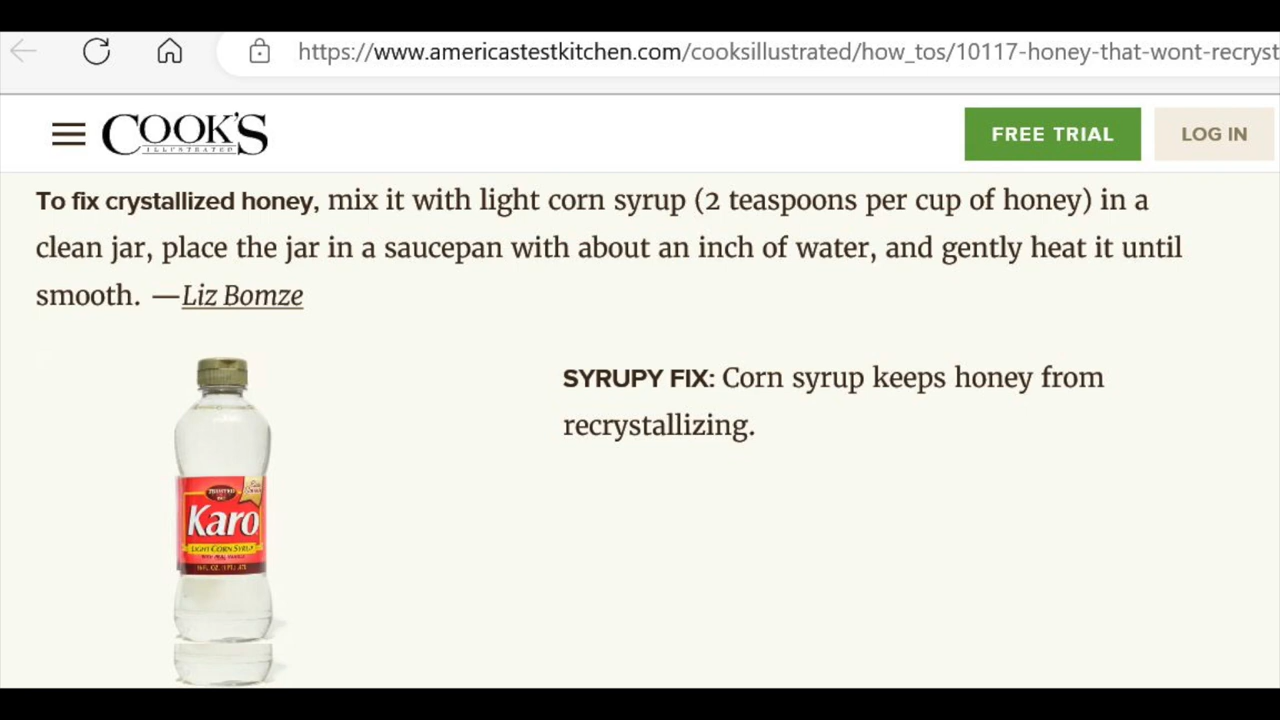 https://www.americastestkitchen.com/cooksillustrated/how_tos/10117-honey-that-wont-recryst
COOK'S
ILLUSTRATED
FREE TRIAL
LOG IN
To fix crystallized honey, mix it with light corn syrup (2 teaspoons per cup of honey) in a
clean jar, place the jar in a saucepan with about an inch of water, and gently heat it until
smooth. —Liz Bomze
SYRUPY FIX: Corn syrup keeps honey from
recrystallizing.
Karo
LIGHT CORN SYRUP